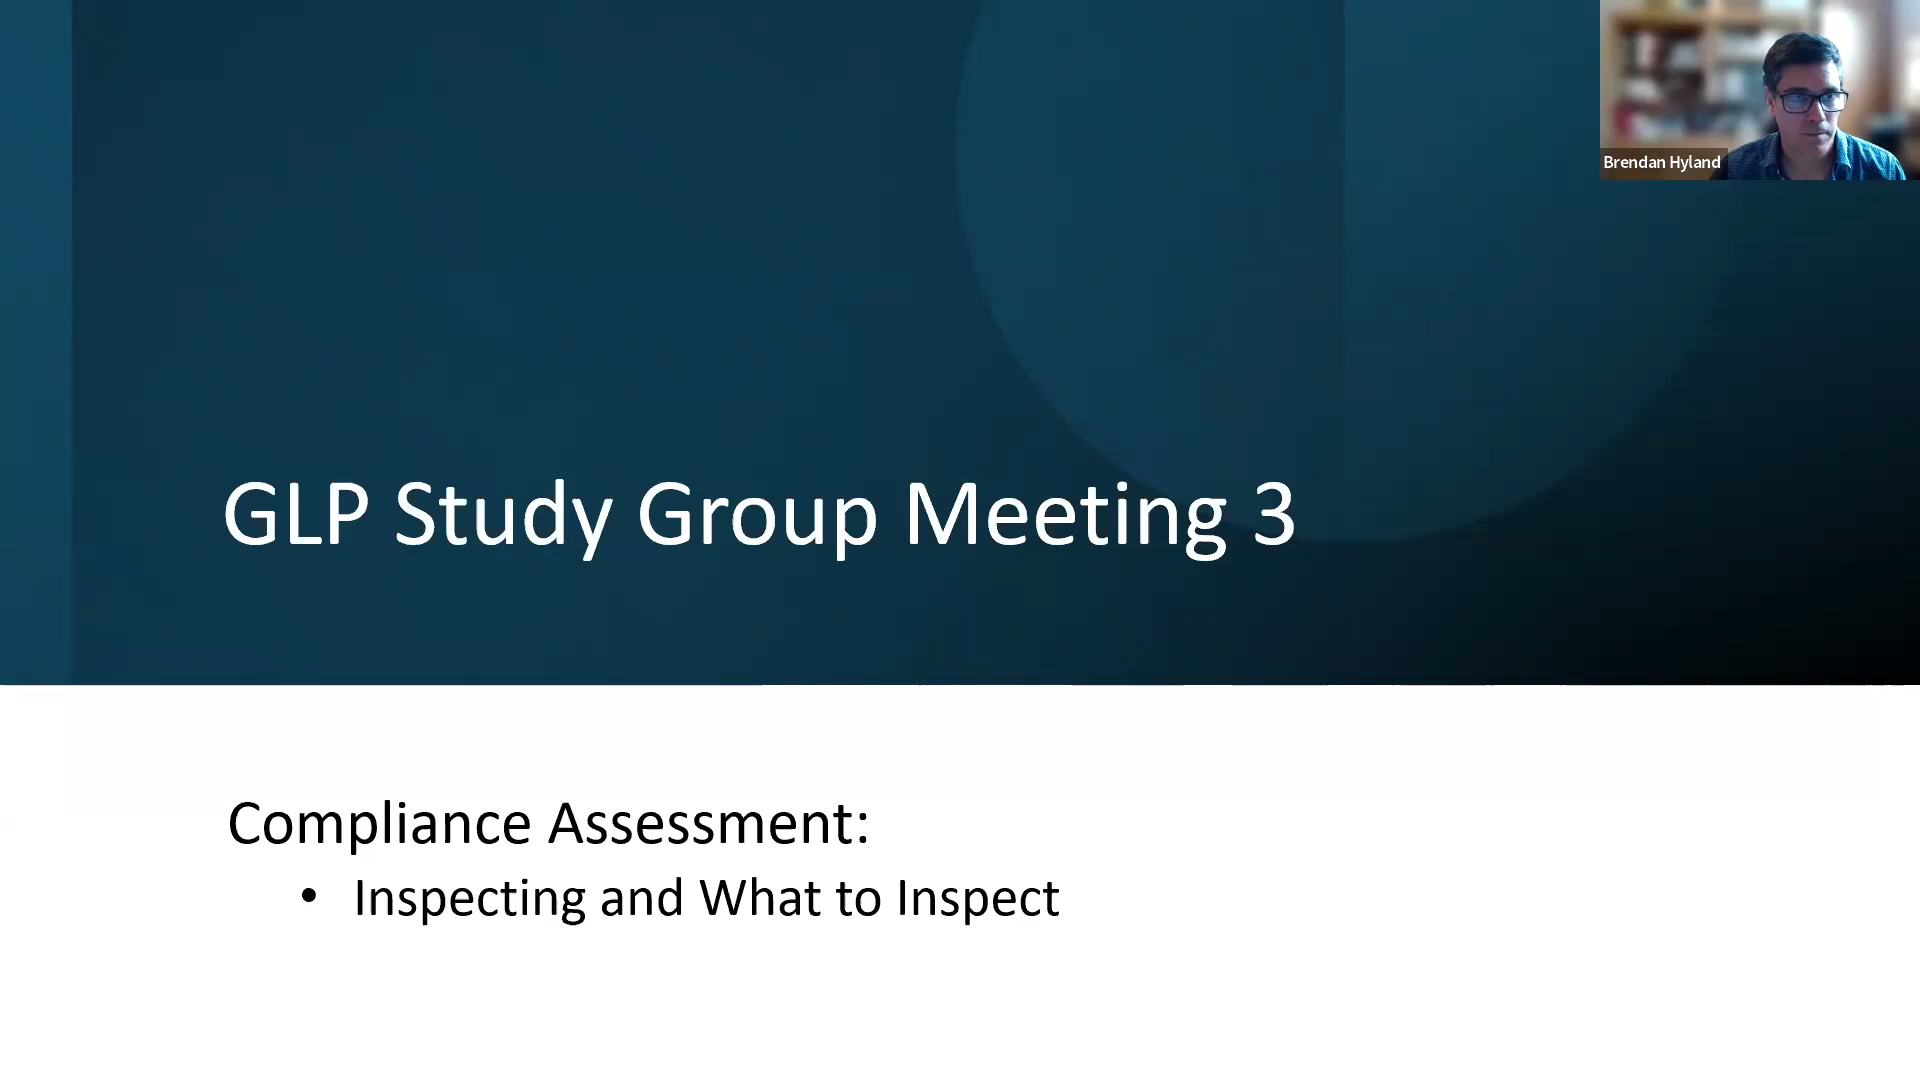 Brendan Hyland
GLP Study Group Meeting 3
Compliance Assessment:
• Inspecting and What to Inspect